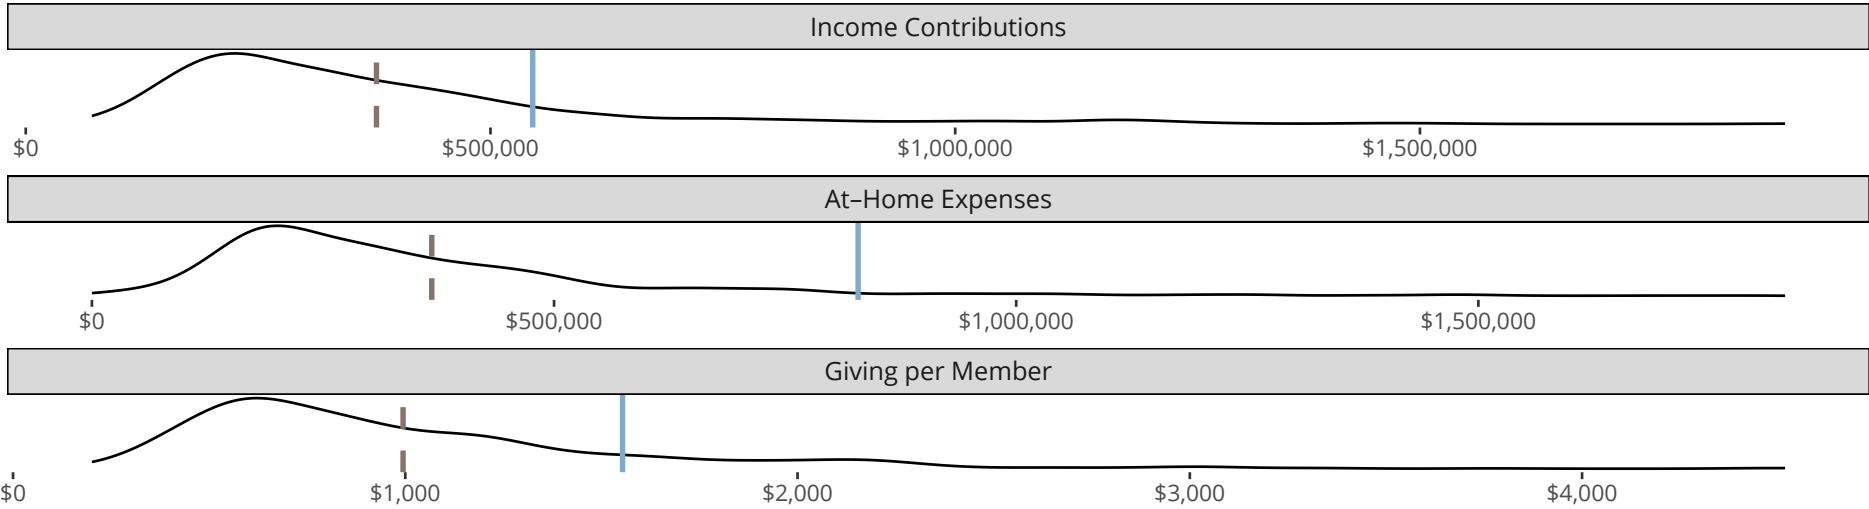 Income Contributions
$0 $500,000 $1,000,000 $1,500,000
At–Home Expenses
$0 $500,000 $1,000,000 $1,500,000
Giving per Member
$0 $1,000 $2,000 $3,000 $4,000